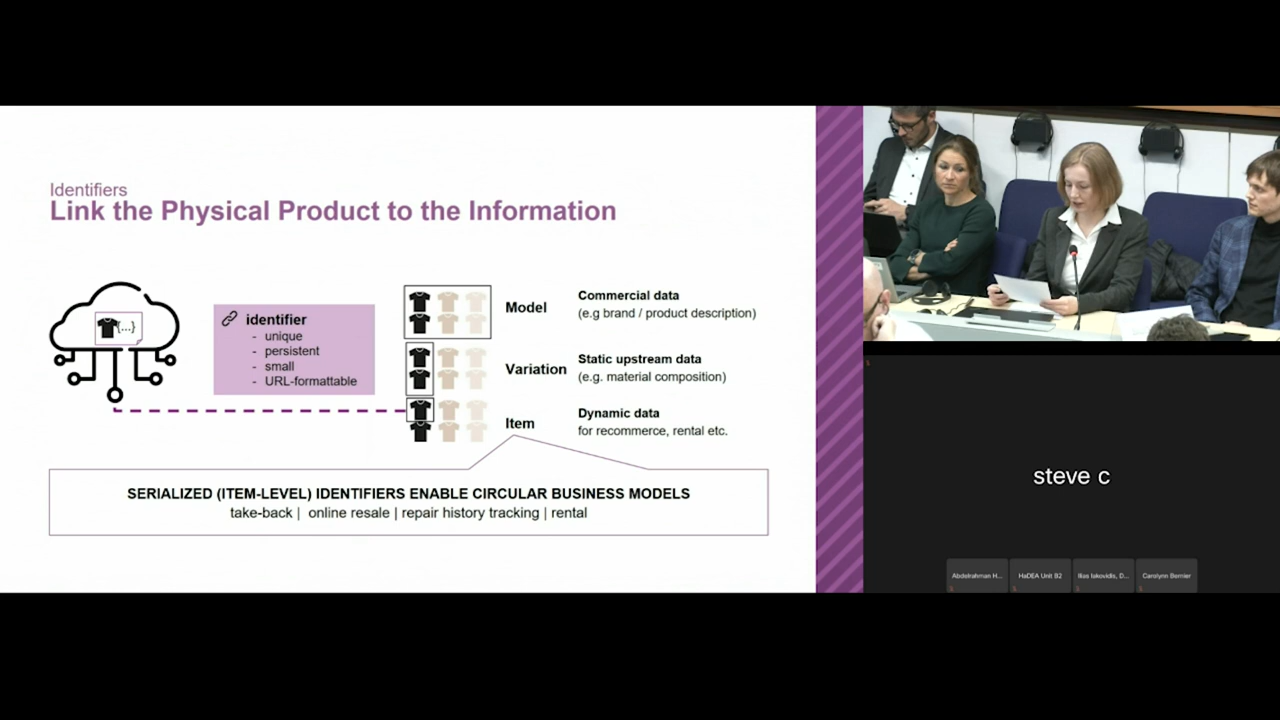 Identifiers
Link the Physical Product to the Information
{...}
identifier
- unique
- persistent
- small
- URL-formattable
Model
Commercial data
(e.g brand / product description)
Variation
Static upstream data
(e.g. material composition)
Item
Dynamic data
for recommerce, rental etc.
SERIALIZED (ITEM-LEVEL) IDENTIFIERS ENABLE CIRCULAR BUSINESS MODELS
take-back | online resale | repair history tracking | rental
steve c
Abdelrahman H...
HaDEA Unit B2
Ilias Iakovidis, D...
Carolynn Bernier